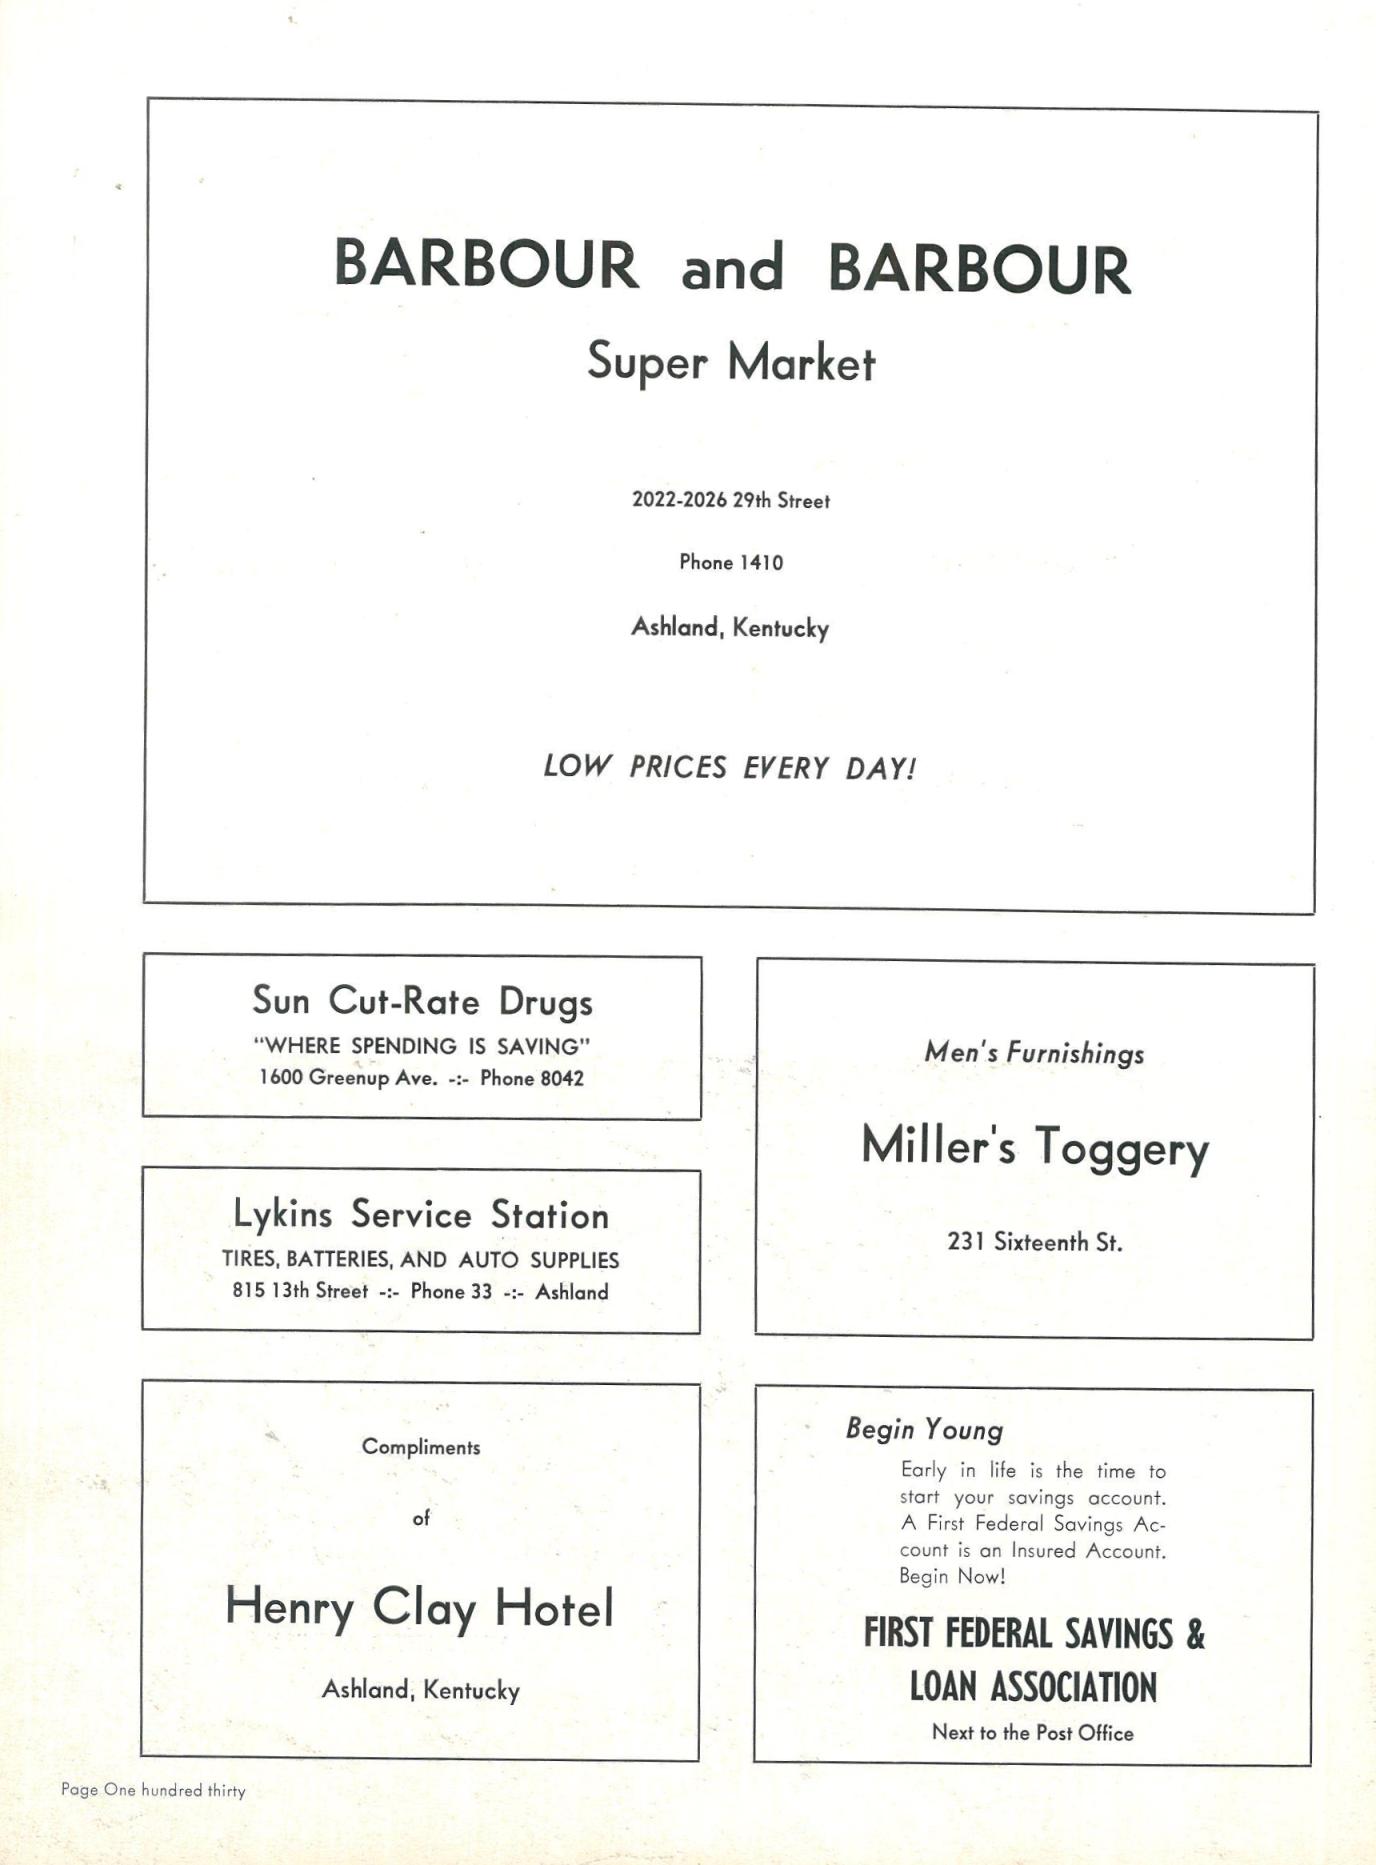 BARBOUR and BARBOUR
Super Market
2022-2026 29th Street
Phone 1410
Ashland, Kentucky
LOW PRICES EVERY DAY!
Sun Cut-Rate Drugs
"WHERE SPENDING IS SAVING"
1600 Greenup Ave. -:- Phone 8042
Lykins Service Station
TIRES, BATTERIES, AND AUTO SUPPLIES
815 13th Street -:- Phone 33 -:- Ashland
Men's Furnishings
Miller's Toggery
231 Sixteenth St.
Compliments
of
Henry Clay Hotel
Ashland, Kentucky
Begin Young
Early in life is the time to
start your savings account.
A First Federal Savings Ac-
count is an Insured Account.
Begin Now!
FIRST FEDERAL SAVINGS &
LOAN ASSOCIATION
Next to the Post Office
Page One hundred thirty